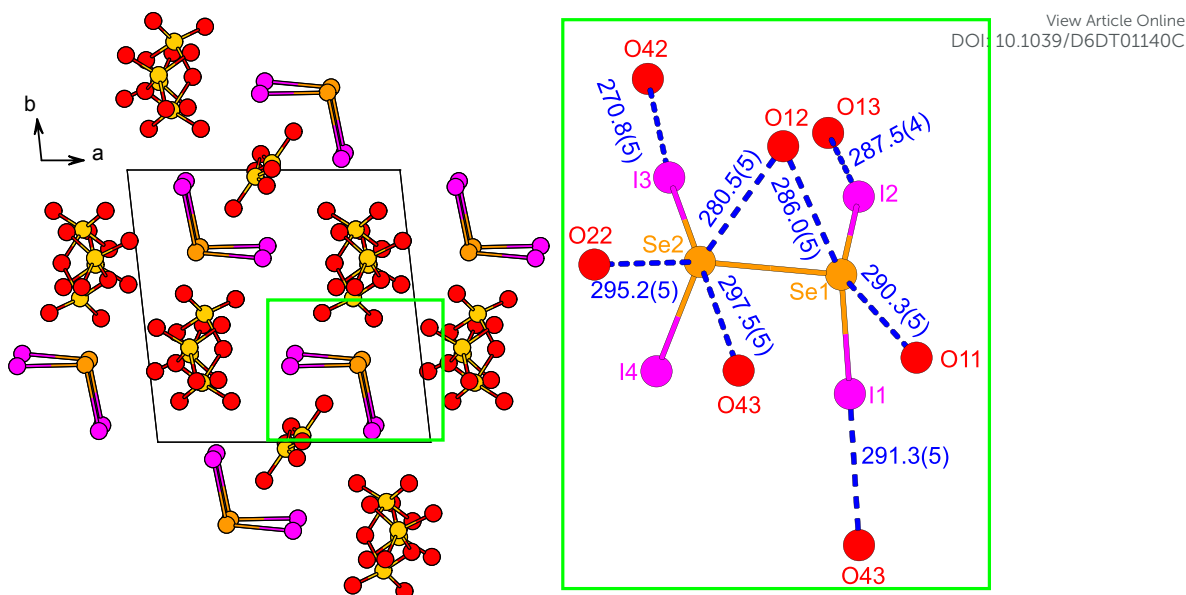 View Article Online
DOI: 10.1039/D6DT01140C
b
a
O42
270.8(5)
O12
O13
287.5(4)
I3
280.5(5)
286.0(5)
I2
O22
Se2
295.2(5)
297.5(5)
Se1
290.3(5)
I4
O43
I1
O11
291.3(5)
O43